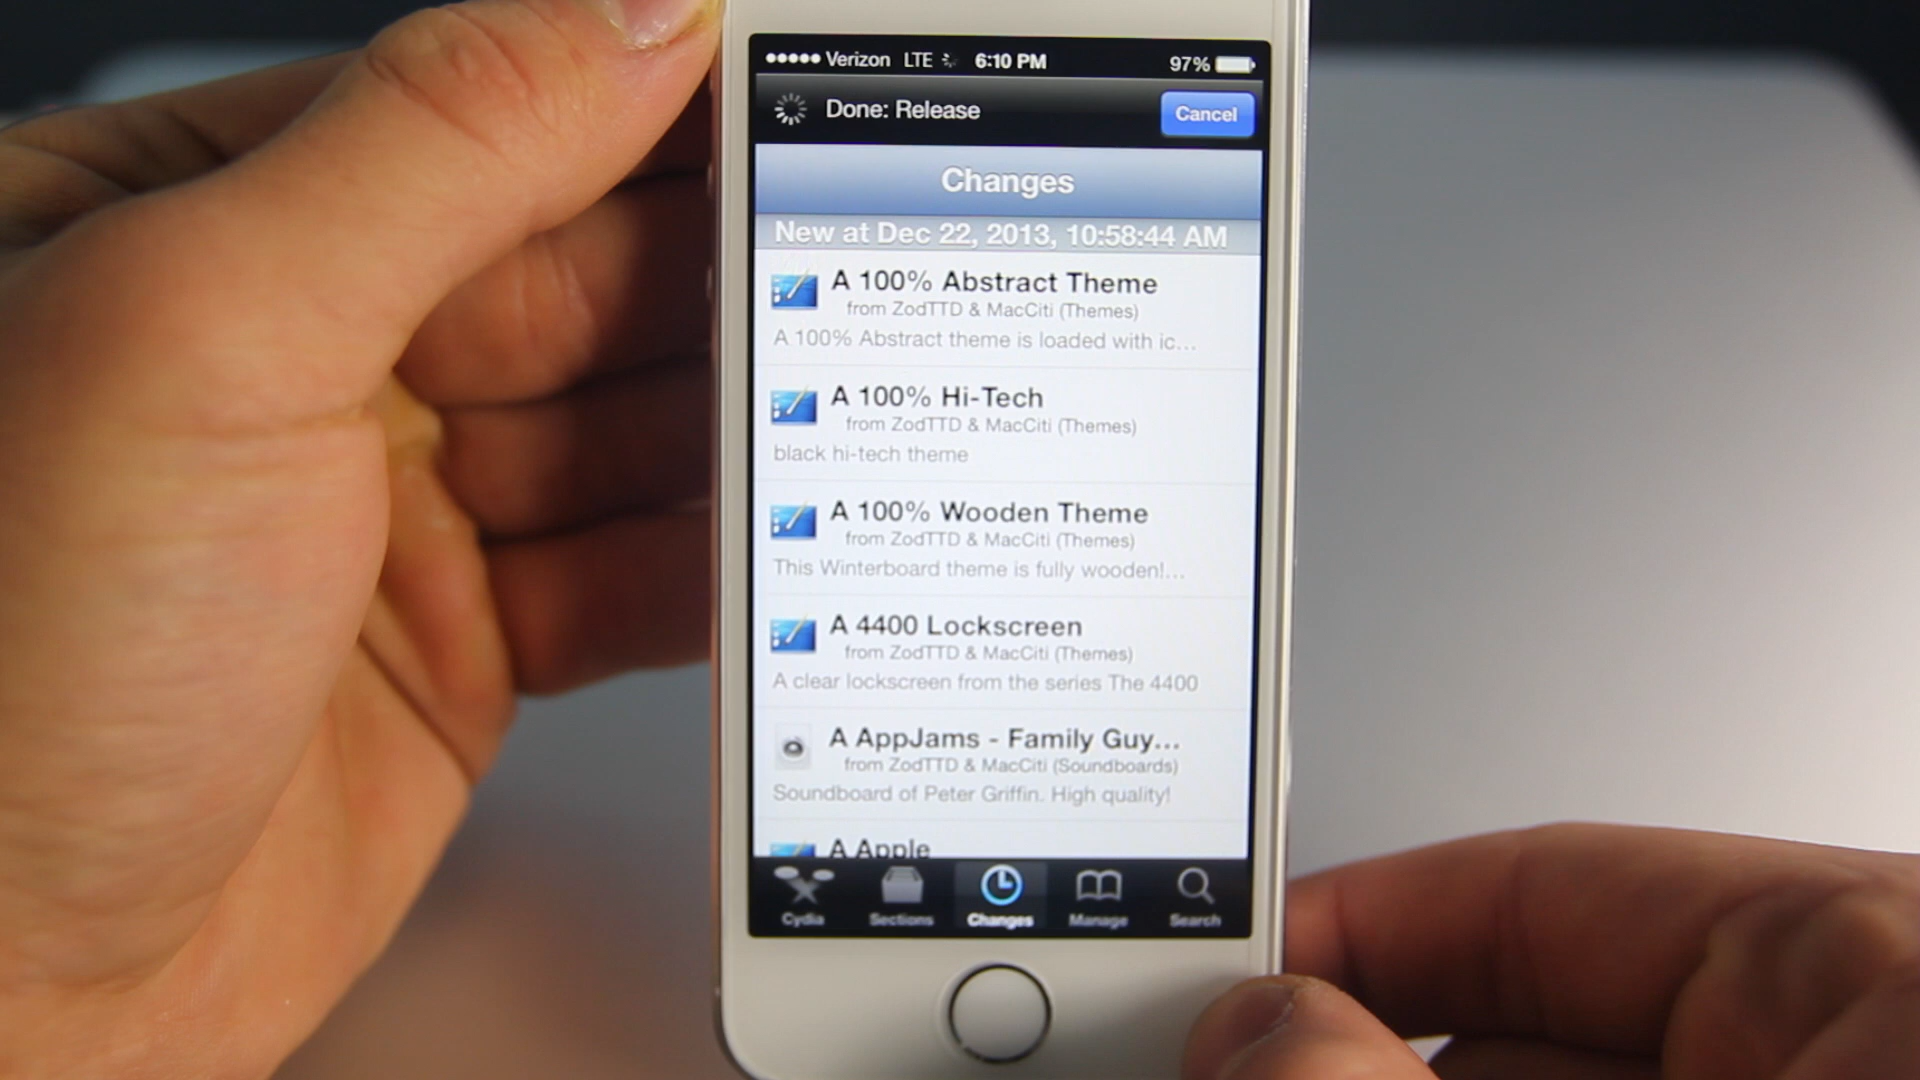 Verizon LTE 6:10 PM 97%
Done: Release Cancel
Changes
New at Dec 22, 2013, 10:58:44 AM
A 100% Abstract Theme
from ZodTTD & MacCiti (Themes)
A 100% Abstract theme is loaded with ic...
A 100% Hi-Tech
from ZodTTD & MacCiti (Themes)
black hi-tech theme
A 100% Wooden Theme
from ZodTTD & MacCiti (Themes)
This Winterboard theme is fully wooden!...
A 4400 Lockscreen
from ZodTTD & MacCiti (Themes)
A clear lockscreen from the series The 4400
A AppJams - Family Guy...
from ZodTTD & MacCiti (Soundboards)
Soundboard of Peter Griffin. High quality!
A Apple
Cydia Sections Changes Manage Search